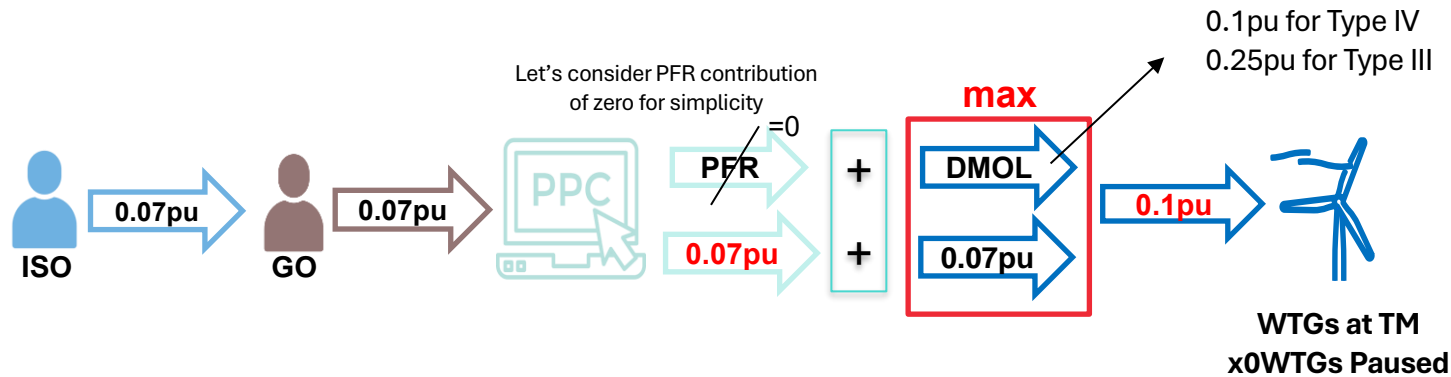 0.1pu for Type IV
0.25pu for Type III
Let's consider PFR contribution
of zero for simplicity
=0
max
PFR
+
DMOL
0.07pu
0.07pu
PPC
0.07pu
+
0.07pu
0.1pu
ISO
GO
WTGs at TM
x0WTGs Paused